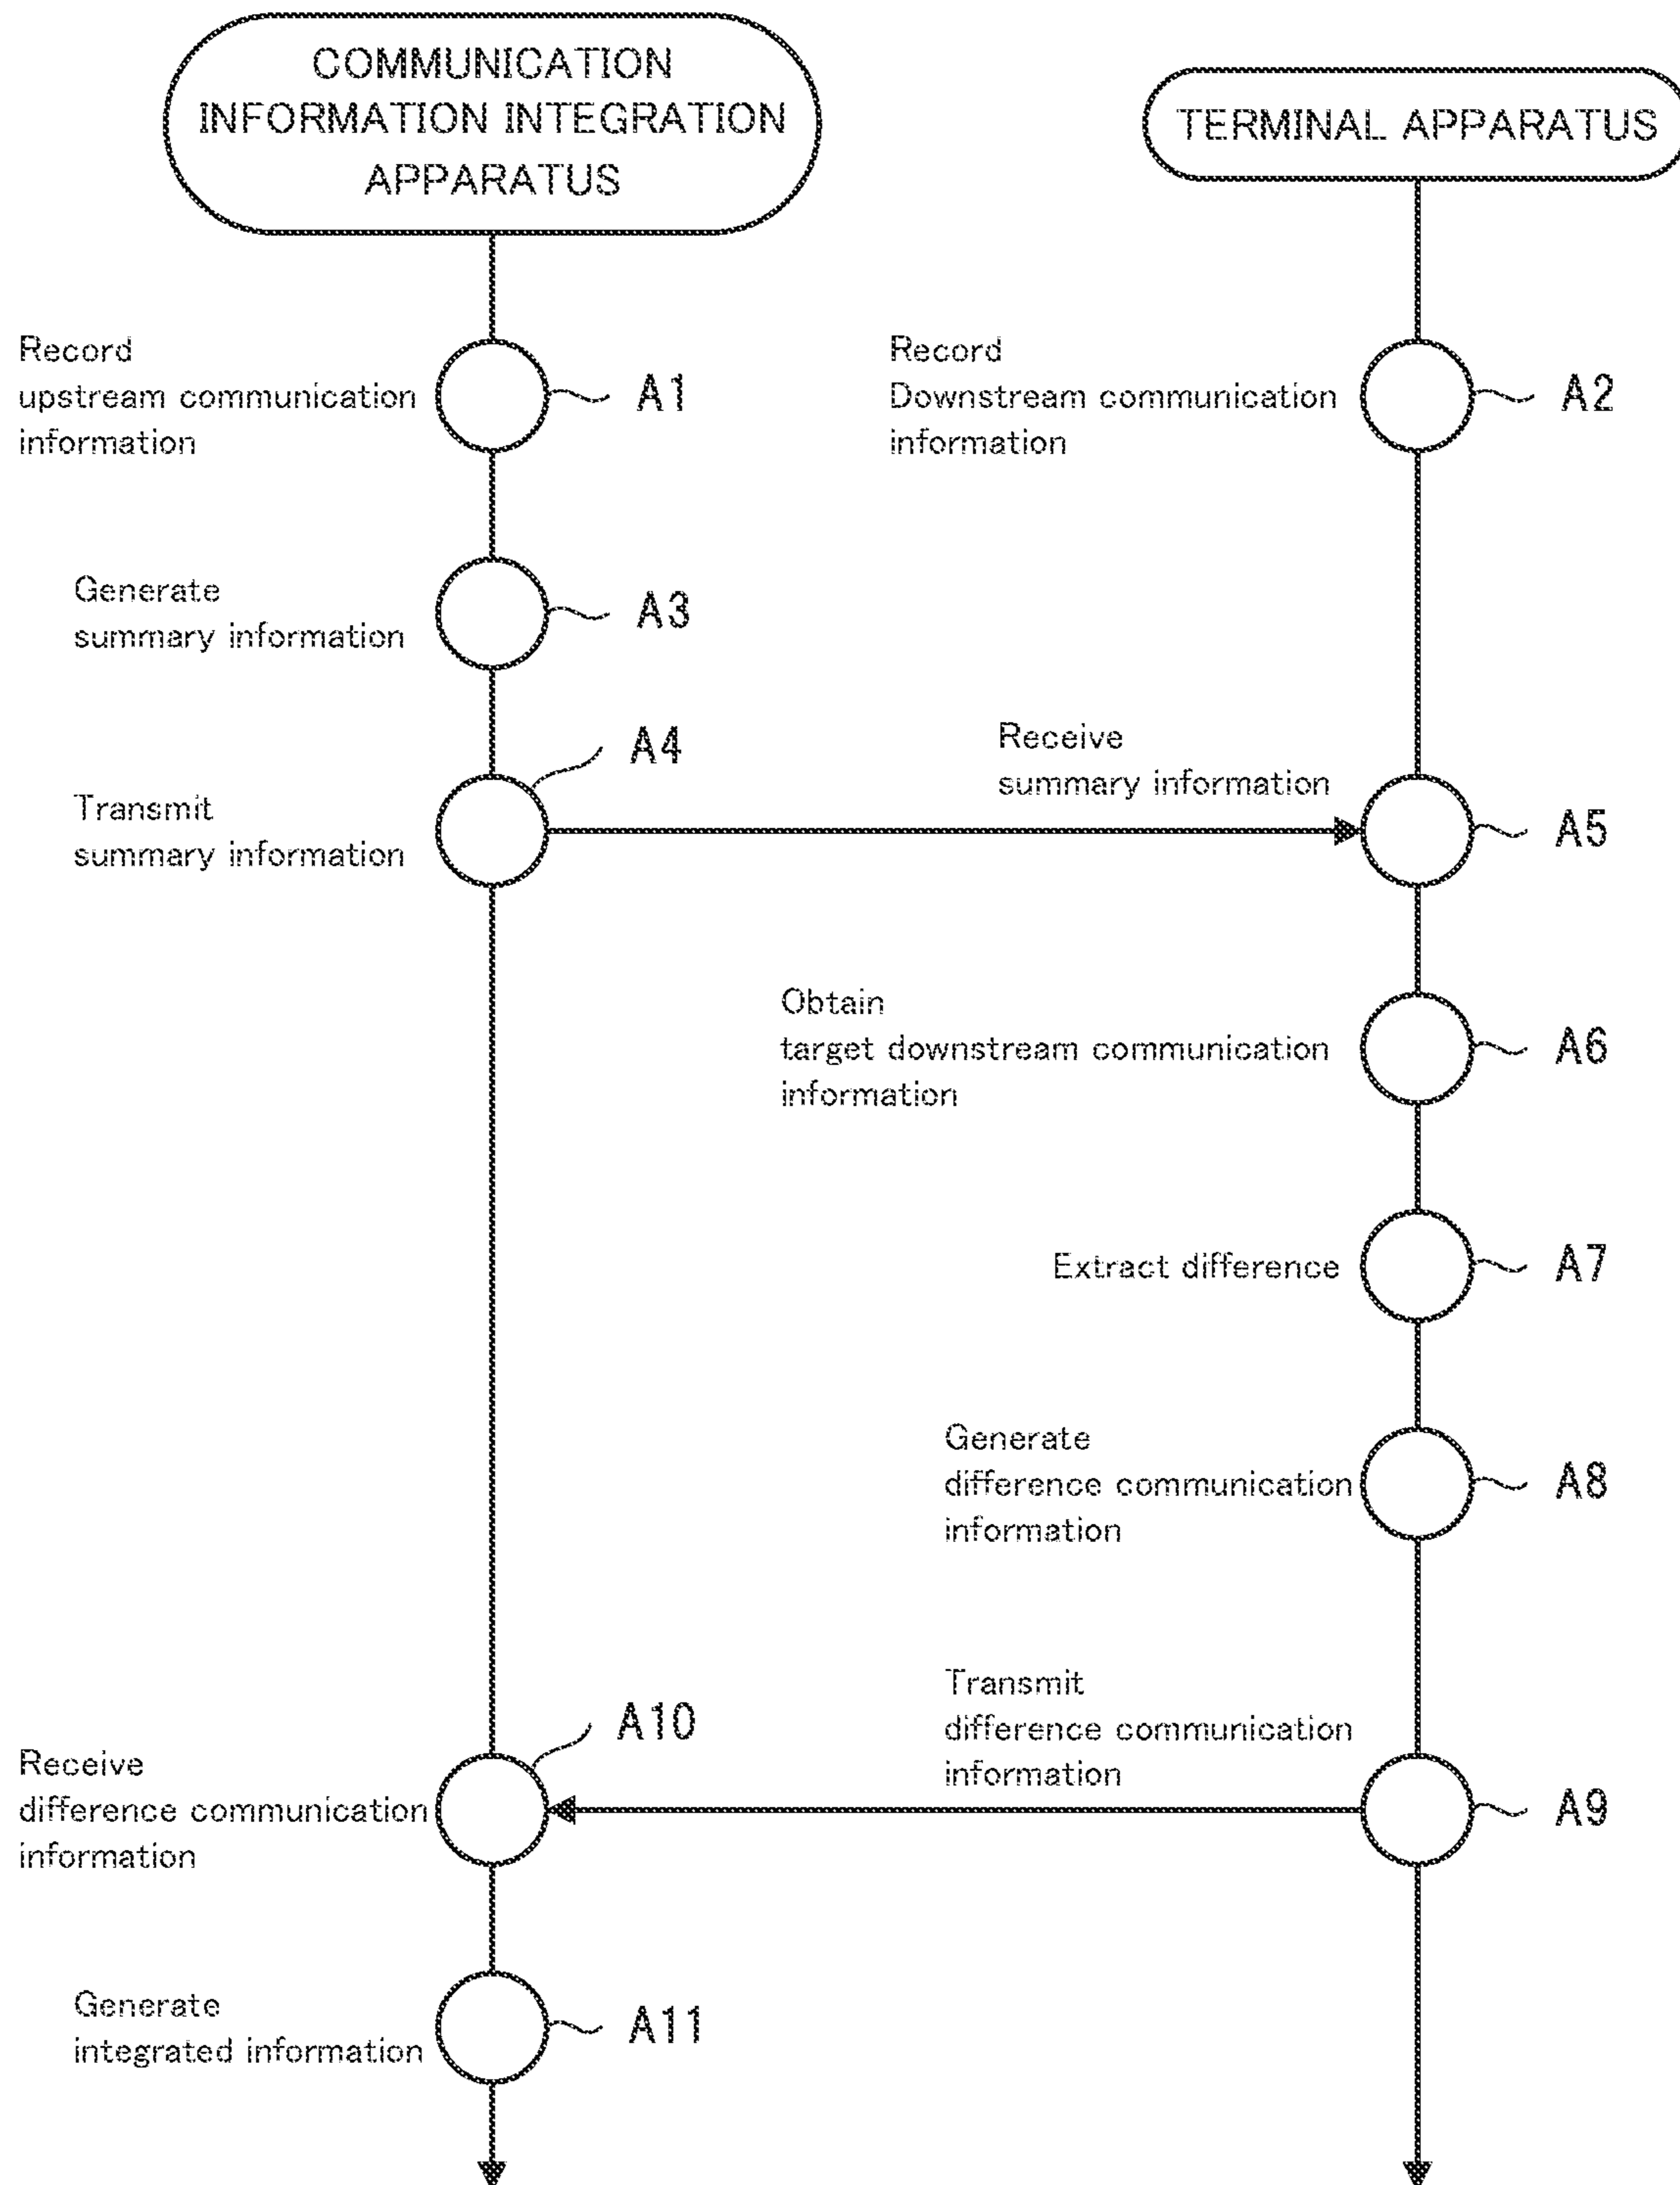 COMMUNICATION
INFORMATION INTEGRATION
APPARATUS
TERMINAL APPARATUS
Record
upstream communication
information
A1
Record
Downstream communication
information
A2
Generate
summary information
A3
A4
Transmit
summary information
Receive
summary information
A5
Obtain
target downstream communication
information
A6
Extract difference
A7
Generate
difference communication
information
A8
Transmit
difference communication
information
A9
A10
Receive
difference communication
information
Generate
integrated information
A11